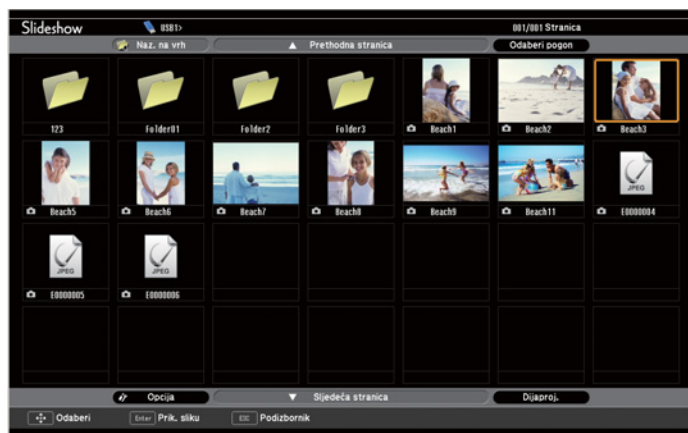 Slideshow USB1> 001/001 Stranica
Naz. na vrh ▲ Prethodna stranica Odaberi pogon
123 Folder01 Folder2 Folder3 Beach1 Beach2 Beach3
Beach5 Beach6 Beach7 Beach8 Beach9 Beach11 JPEG E0000004
JPEG E0000005 JPEG E0000006
Opcija ▼ Sljedeća stranica Dijaproj.
Odaberi Enter Prik. sliku ESC Podizbornik